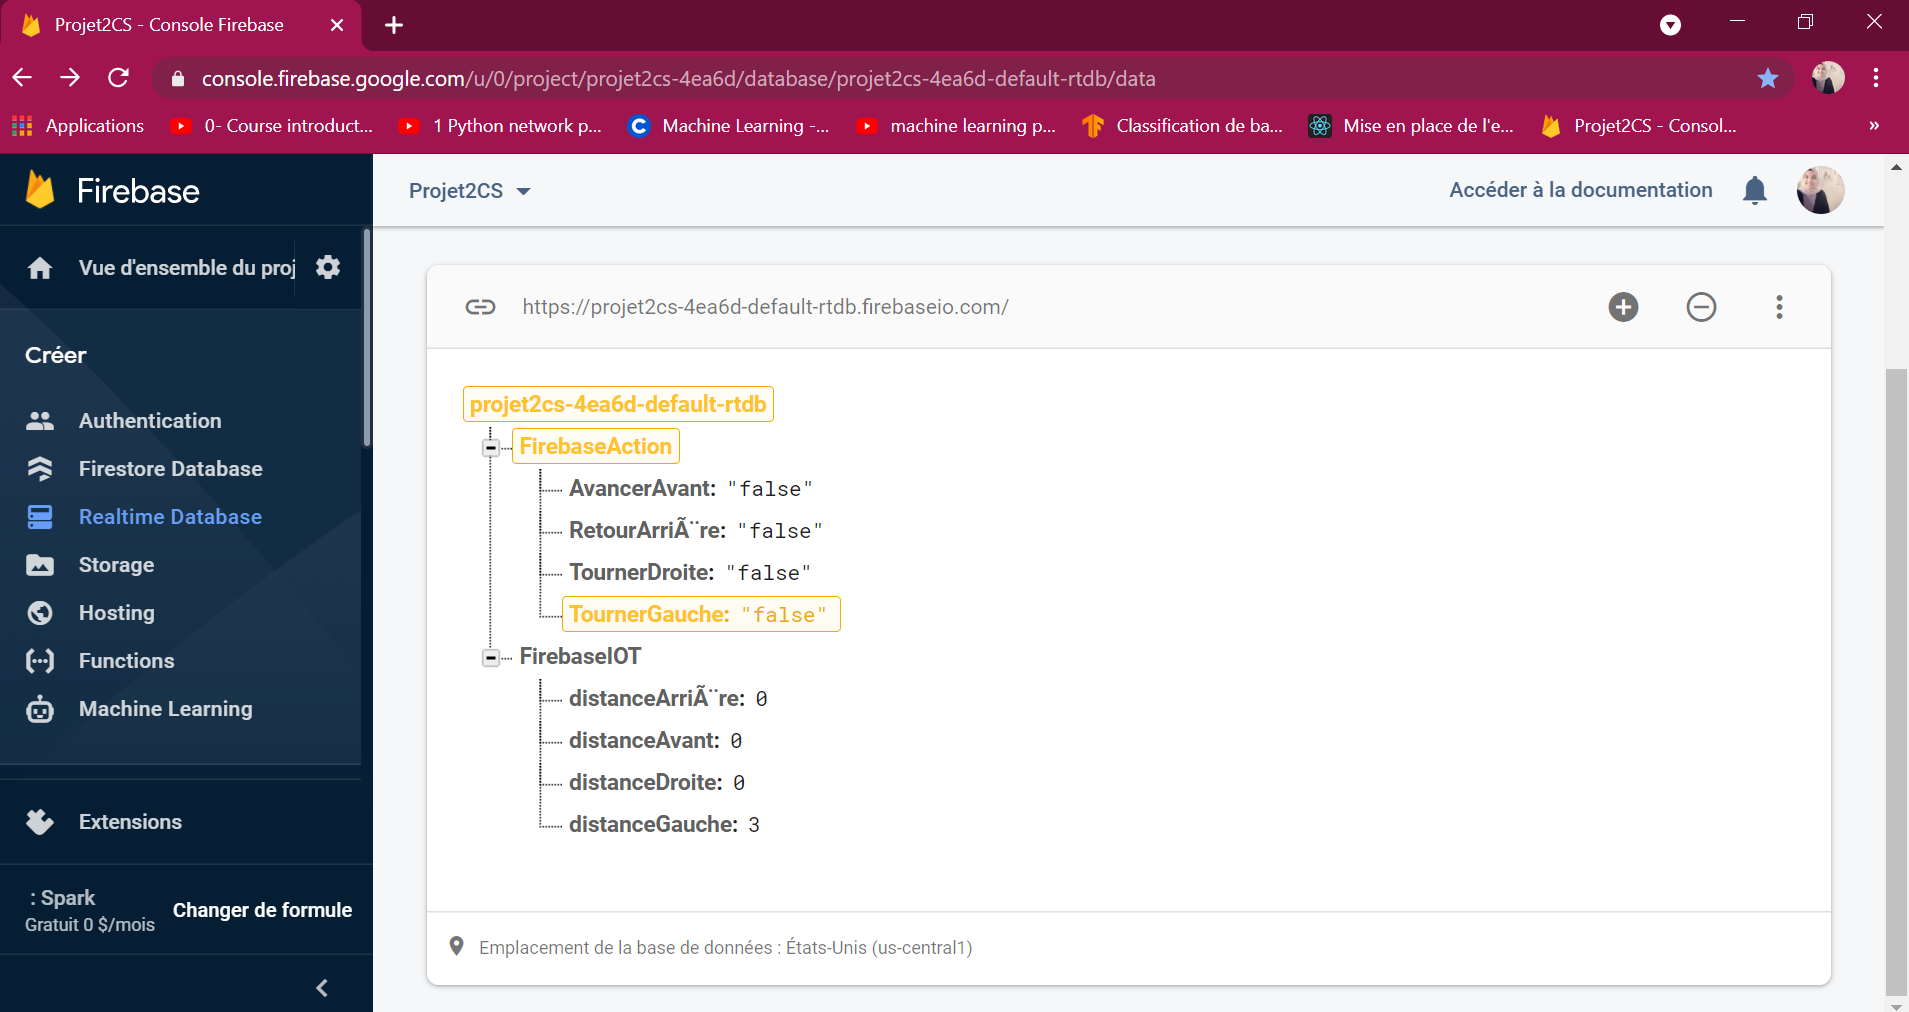 Projet2CS - Console Firebase
console.firebase.google.com/u/0/project/projet2cs-4ea6d/database/projet2cs-4ea6d-default-rtdb/data
Applications 0- Course introduct... 1 Python network p... Machine Learning -... machine learning p... Classification de ba... Mise en place de l'e... Projet2CS - Consol... »
Firebase
Projet2CS
Accéder à la documentation
Vue d'ensemble du proj
https://projet2cs-4ea6d-default-rtdb.firebaseio.com/
Créer
Authentication
Firestore Database
Realtime Database
Storage
Hosting
Functions
Machine Learning
Extensions
: Spark
Gratuit 0 $/mois
Changer de formule
projet2cs-4ea6d-default-rtdb
FirebaseAction
AvancerAvant: "false"
RetourArriÃ¨re: "false"
TournerDroite: "false"
TournerGauche: "false"
FirebaseIOT
distanceArriÃ¨re: 0
distanceAvant: 0
distanceDroite: 0
distanceGauche: 3
Emplacement de la base de données : États-Unis (us-central1)